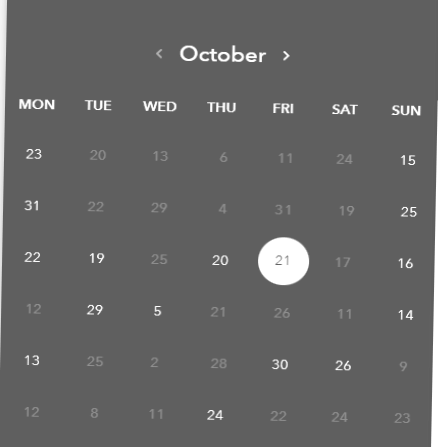 < October >
MON TUE WED THU FRI SAT SUN
23 20 13 6 11 24 15
31 22 29 4 31 19 25
22 19 25 20 21 17 16
12 29 5 21 26 11 14
13 25 2 28 30 26 9
12 8 11 24 22 24 23